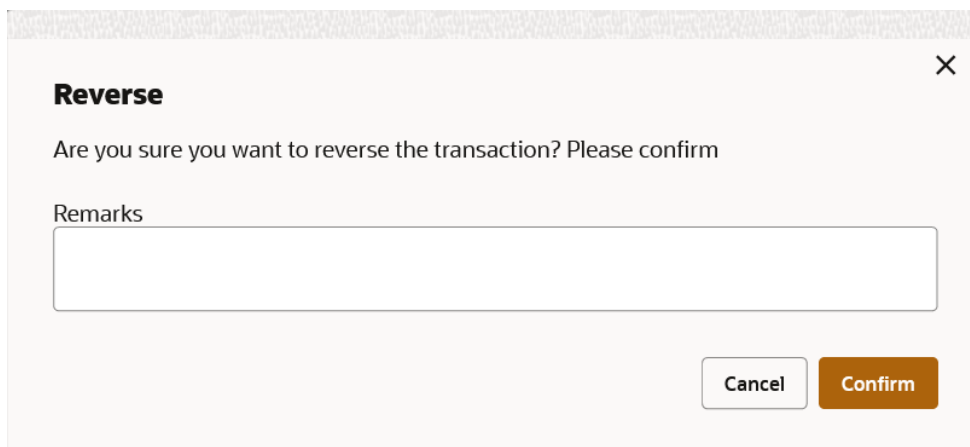 Reverse
Are you sure you want to reverse the transaction? Please confirm
Remarks
Cancel Confirm